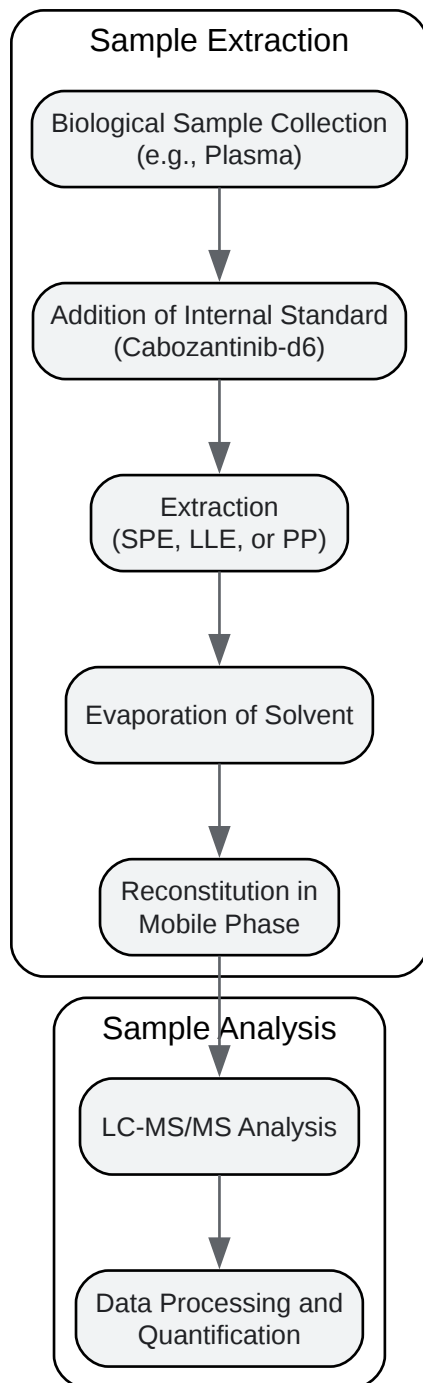 Sample Extraction
Biological Sample Collection
(e.g., Plasma)
Addition of Internal Standard
(Cabozantinib-d6)
Extraction
(SPE, LLE, or PP)
Evaporation of Solvent
Reconstitution in
Mobile Phase
Sample Analysis
LC-MS/MS Analysis
Data Processing and
Quantification